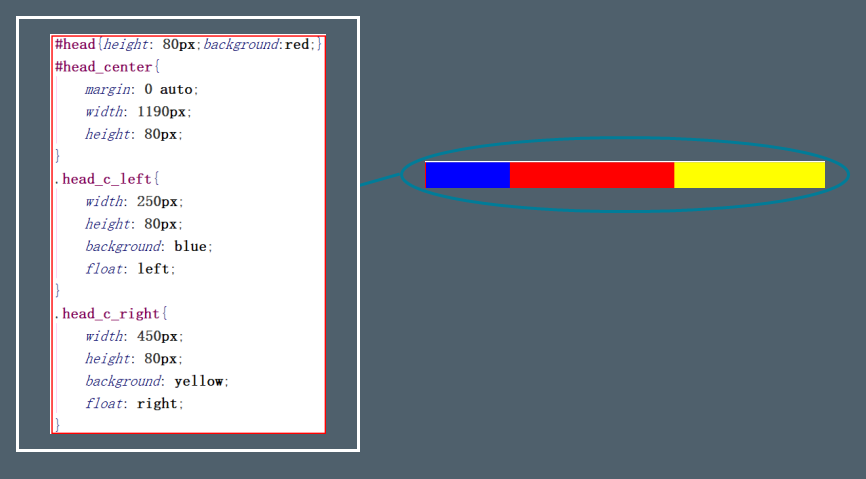 #head{height: 80px;background:red;}
#head_center{
margin: 0 auto;
width: 1190px;
height: 80px;
}
.head_c_left{
width: 250px;
height: 80px;
background: blue;
float: left;
}
.head_c_right{
width: 450px;
height: 80px;
background: yellow;
float: right;
}